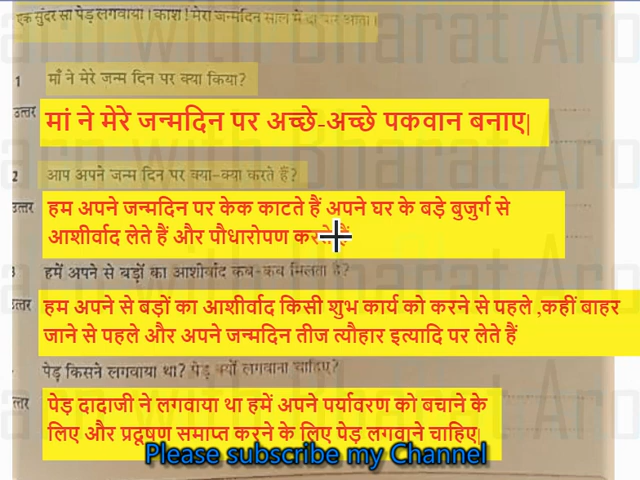 एक सुंदर सा पेड़ लगवाया। काश! मेरा जन्मदिन साल में दो बार आता।
1 माँ ने मेरे जन्म दिन पर क्या किया?
उत्तर मां ने मेरे जन्मदिन पर अच्छे-अच्छे पकवान बनाए|
2 आप अपने जन्म दिन पर क्या-क्या करते हैं?
उत्तर हम अपने जन्मदिन पर केक काटते हैं अपने घर के बड़े बुजुर्ग से
आशीर्वाद लेते हैं और पौधारोपण करते हैं
3 हमें अपने से बड़ों का आशीर्वाद कब-कब मिलता है?
उत्तर हम अपने से बड़ों का आशीर्वाद किसी शुभ कार्य को करने से पहले ,कहीं बाहर
जाने से पहले और अपने जन्मदिन तीज त्यौहार इत्यादि पर लेते हैं
पेड़ किसने लगवाया था? पेड़ क्यों लगवाना चाहिए?
त्तर पेड़ दादाजी ने लगवाया था हमें अपने पर्यावरण को बचाने के
लिए और प्रदूषण समाप्त करने के लिए पेड़ लगवाने चाहिए|
Please subscribe my Channel